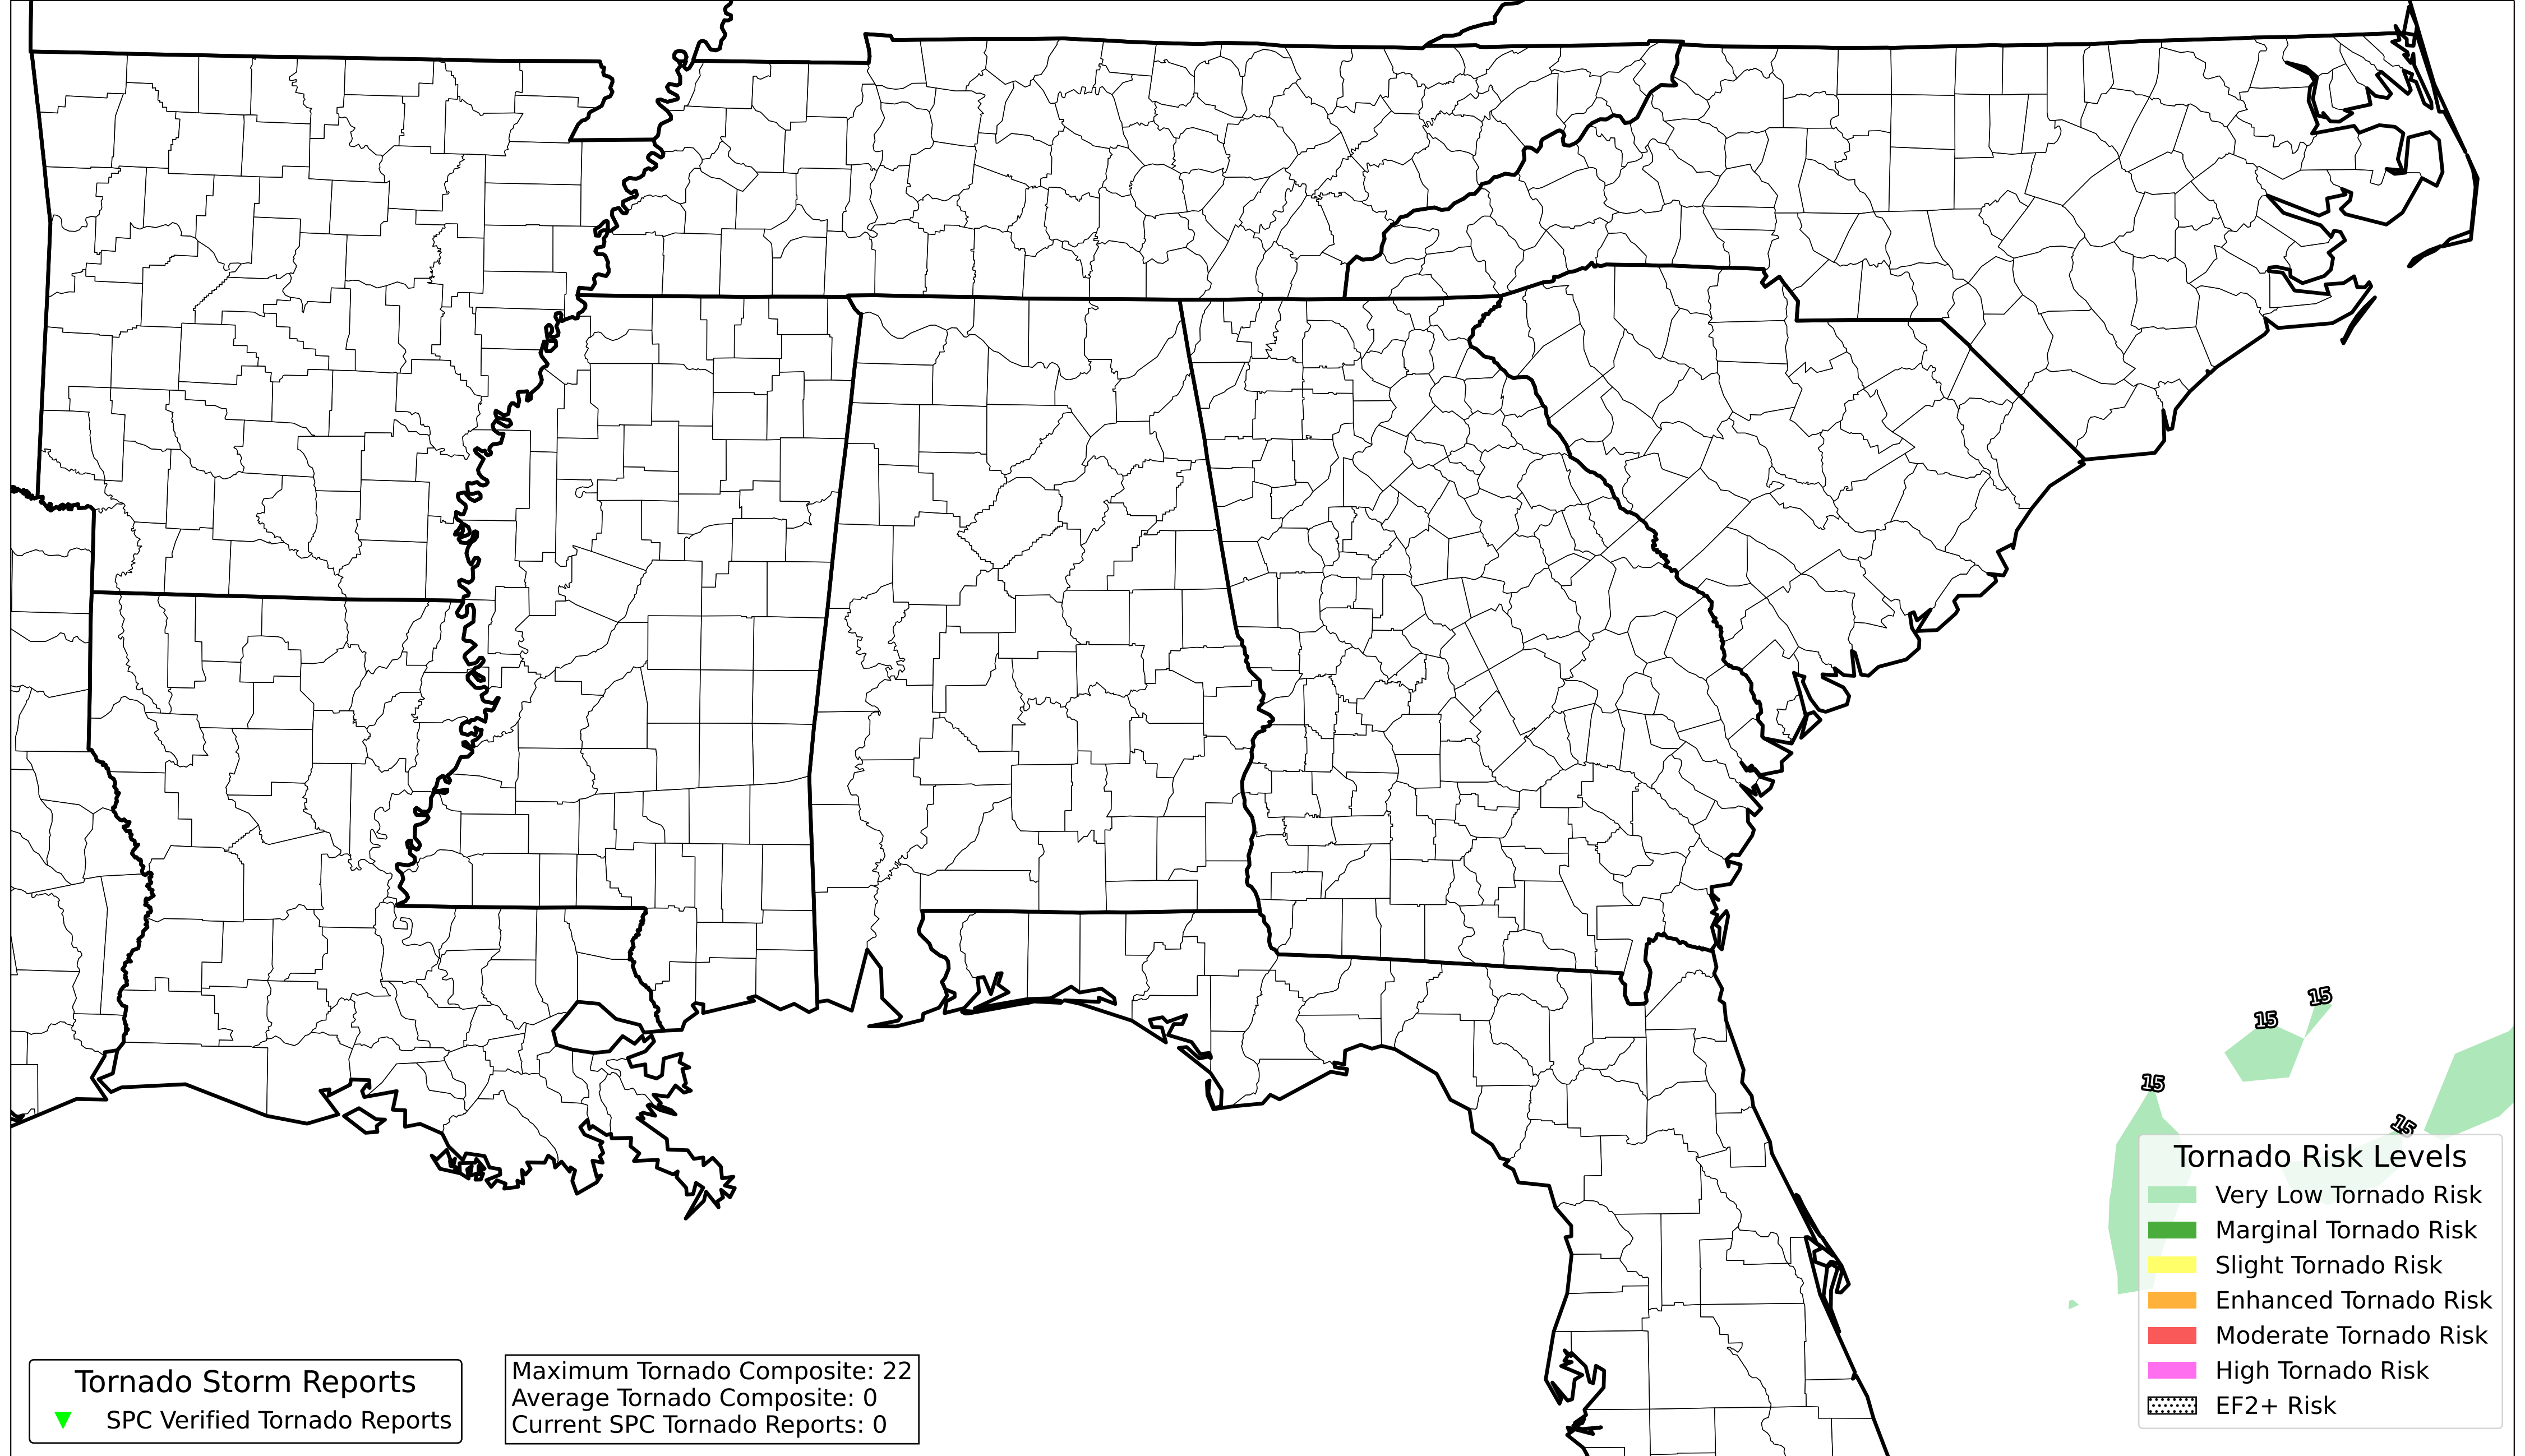 15
15
15
15
Tornado Risk Levels
Very Low Tornado Risk
Marginal Tornado Risk
Slight Tornado Risk
Enhanced Tornado Risk
Moderate Tornado Risk
High Tornado Risk
EF2+ Risk
Tornado Storm Reports
SPC Verified Tornado Reports
Maximum Tornado Composite: 22
Average Tornado Composite: 0
Current SPC Tornado Reports: 0